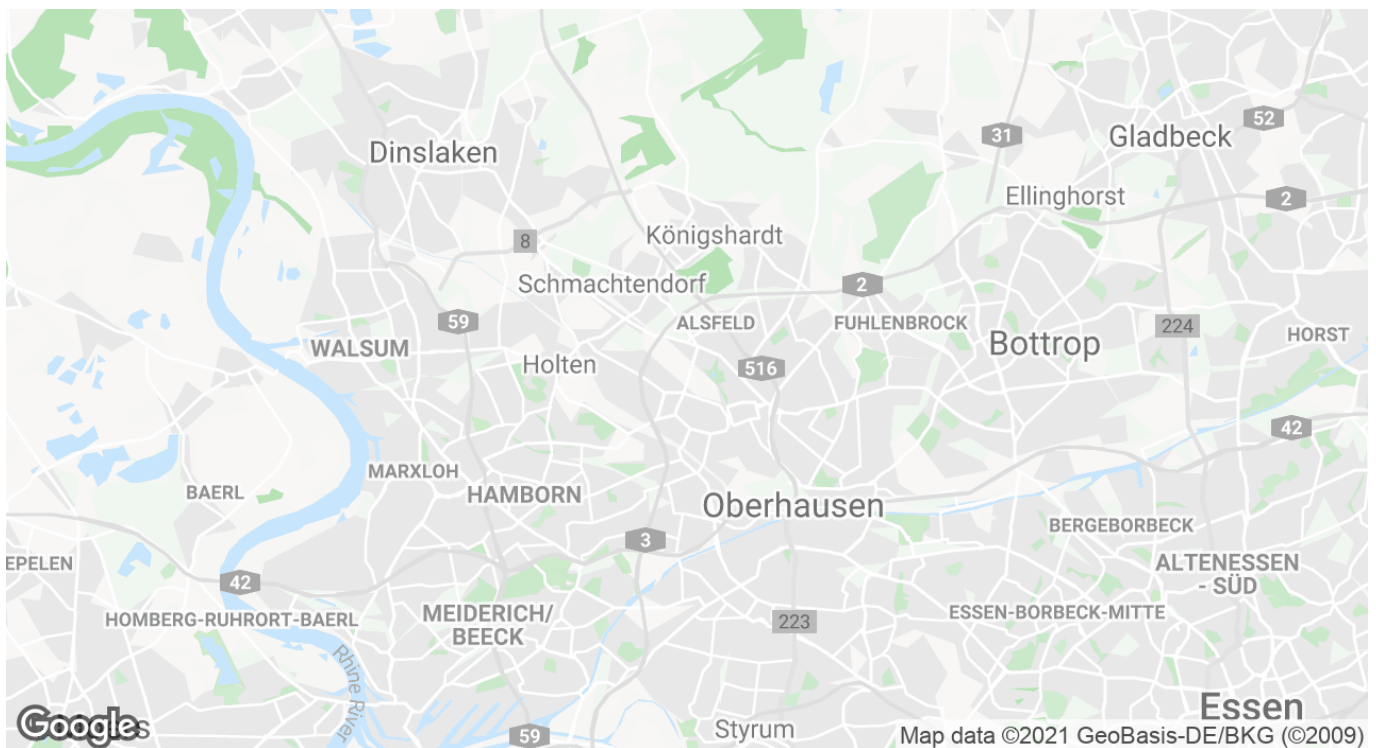 52
31
Gladbeck
Dinslaken
Ellinghorst
2
Königshardt
8
Schmachtendorf
2
59
ALSFELD
FUHLENBROCK
224
HORST
WALSUM
Bottrop
Holten
516
42
MARXLOH
BAERL
HAMBORN
Oberhausen
BERGEBORBECK
3
EPELEN
ALTENESSEN
- SÜD
42
HOMBERG-RUHRORT-BAERL
MEIDERICH/
BEECK
ESSEN-BORBECK-MITTE
223
Rhine River
Essen
Google
Styrum
59
Map data ©2021 GeoBasis-DE/BKG (©2009)